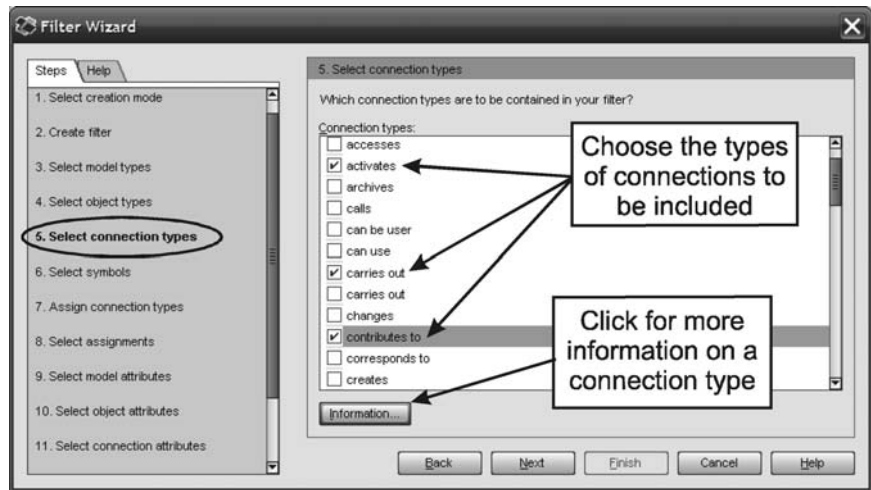 Filter Wizard
Steps
Help
1. Select creation mode
2. Create filter
3. Select model types
4. Select object types
5. Select connection types
6. Select symbols
7. Assign connection types
8. Select assignments
9. Select model attributes
10. Select object attributes
11. Select connection attributes
5. Select connection types
Which connection types are to be contained in your filter?
Connection types:
accesses
activates
archives
calls
can be user
can use
carries out
carries out
changes
contributes to
corresponds to
creates
Choose the types
of connections to
be included
Click for more
information on a
connection type
Information...
Back
Next
Finish
Cancel
Help